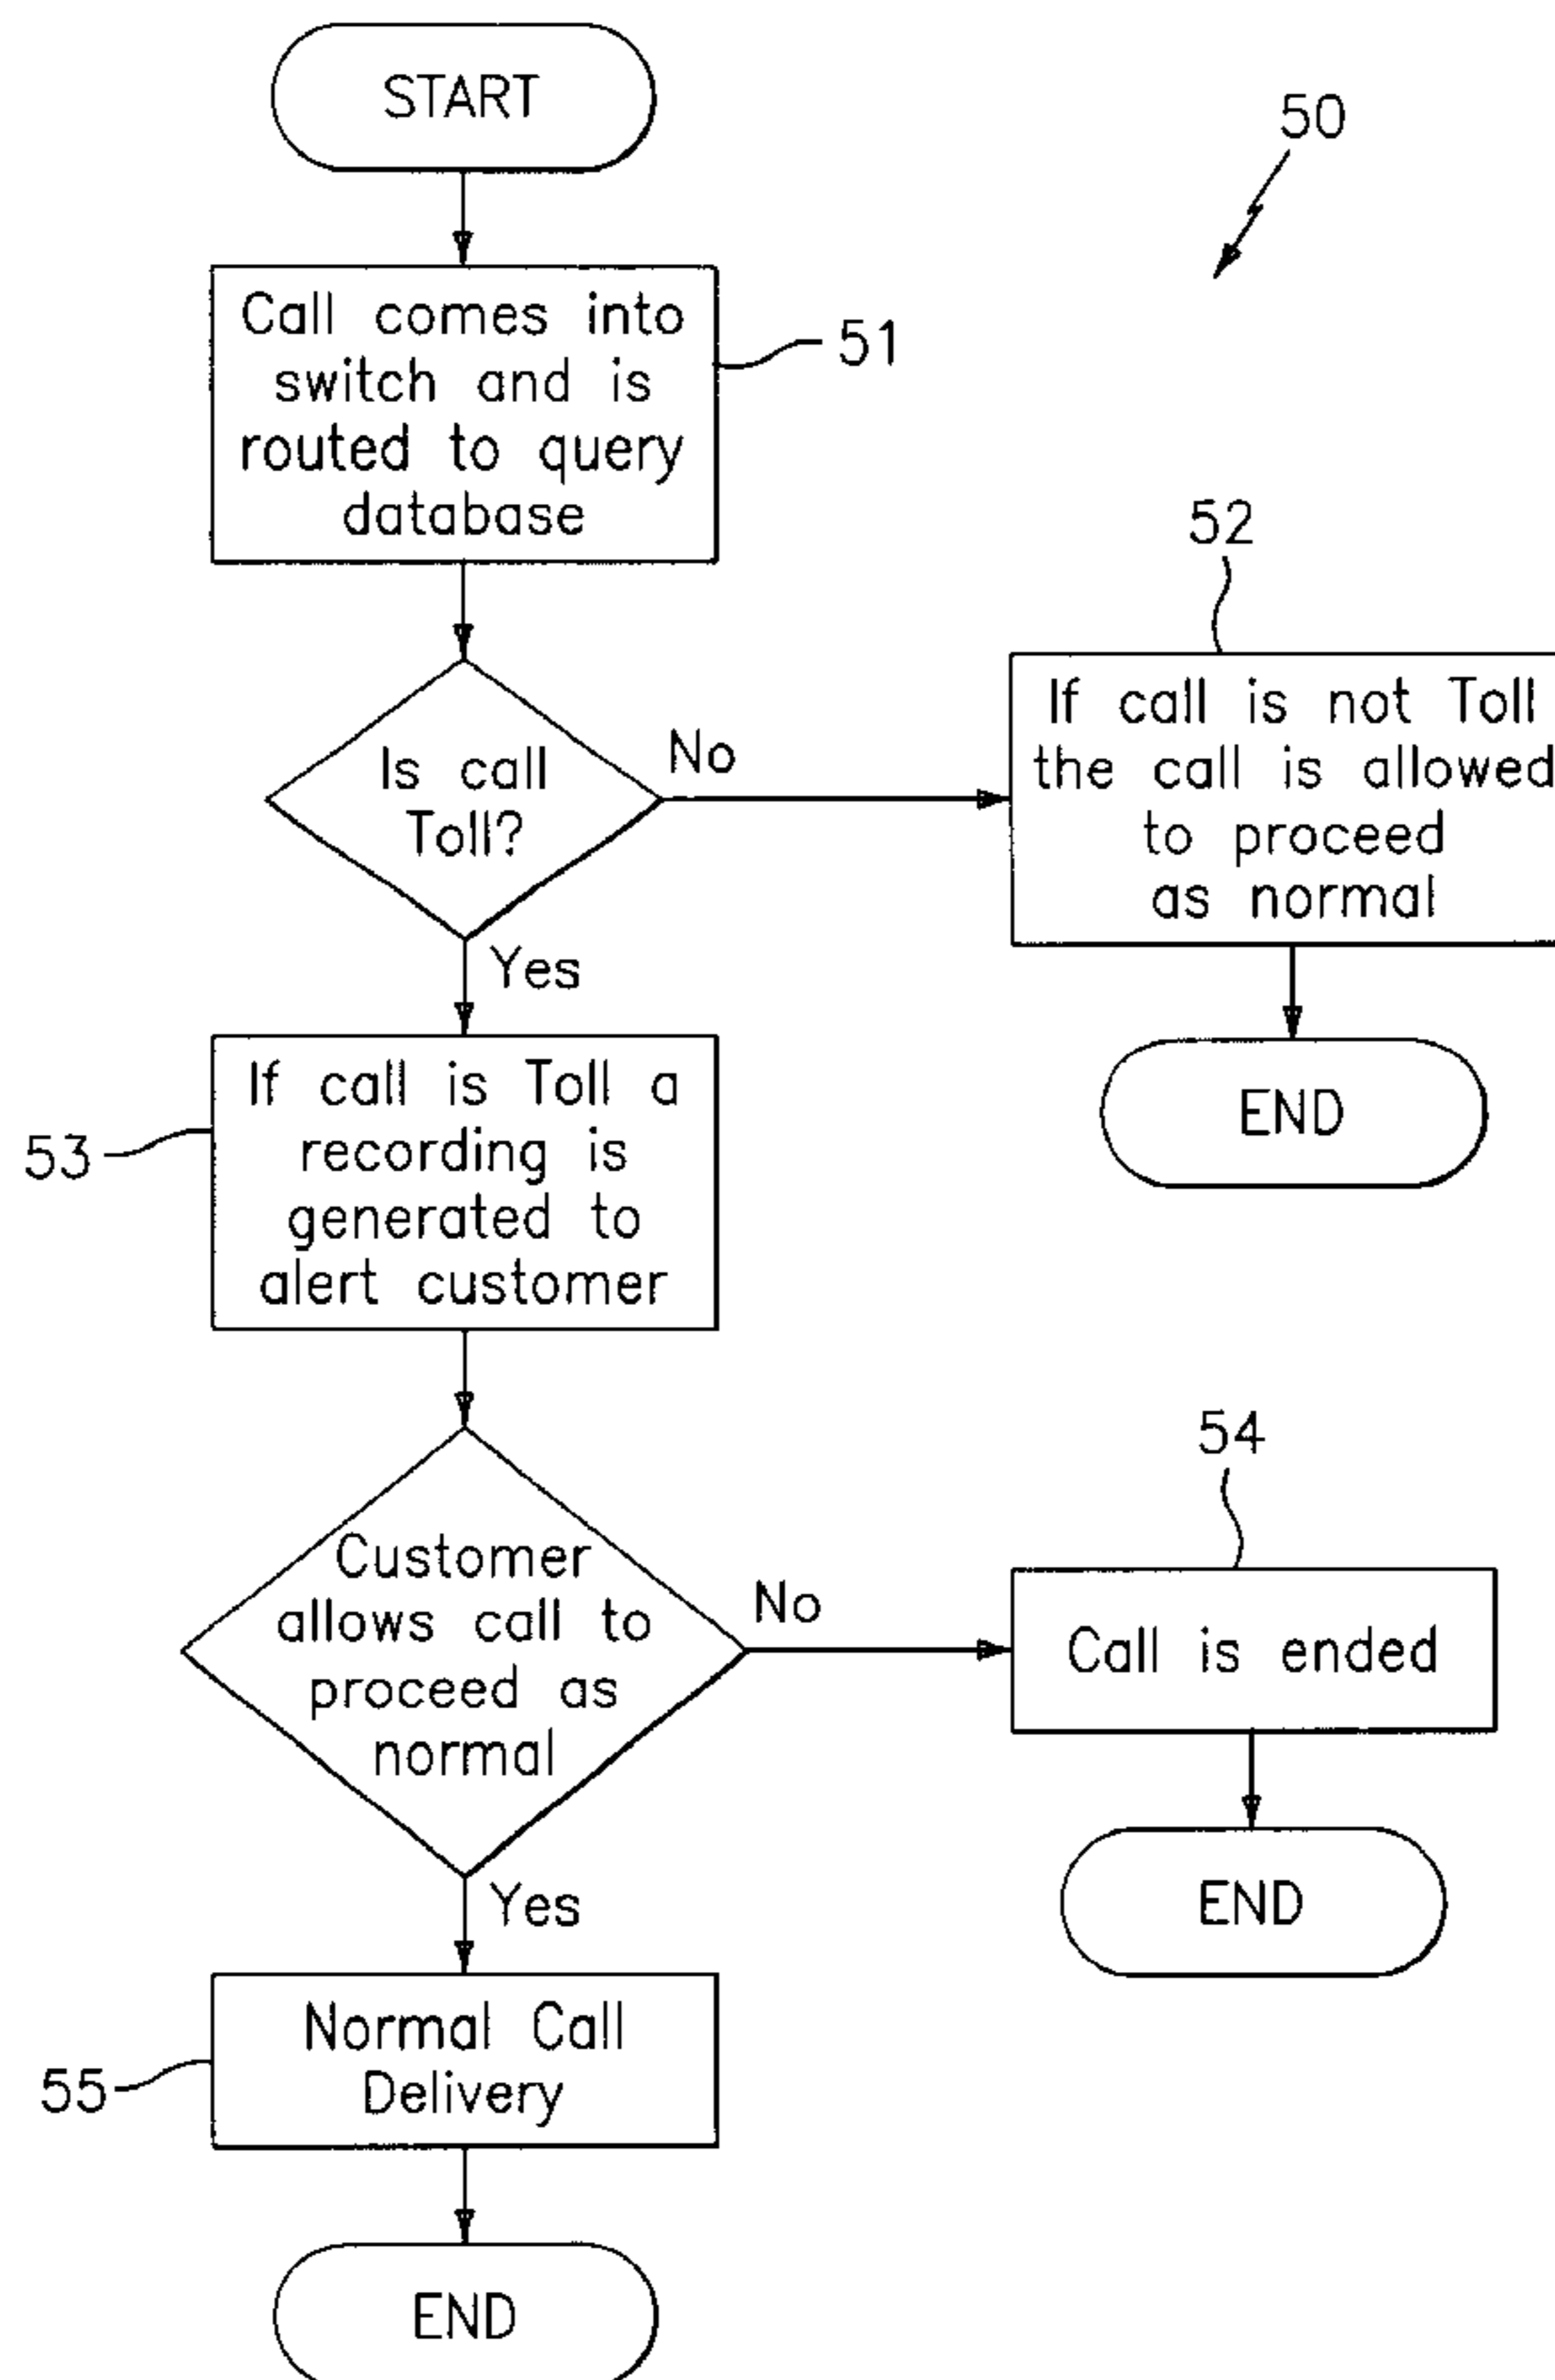 START
50
Call comes into
switch and is
routed to query
database
51
Is call
Toll?
No
52
If call is not Toll
the call is allowed
to proceed
as normal
END
Yes
53
If call is Toll a
recording is
generated to
alert customer
Customer
allows call to
proceed as
normal
No
54
Call is ended
END
Yes
55
Normal Call
Delivery
END